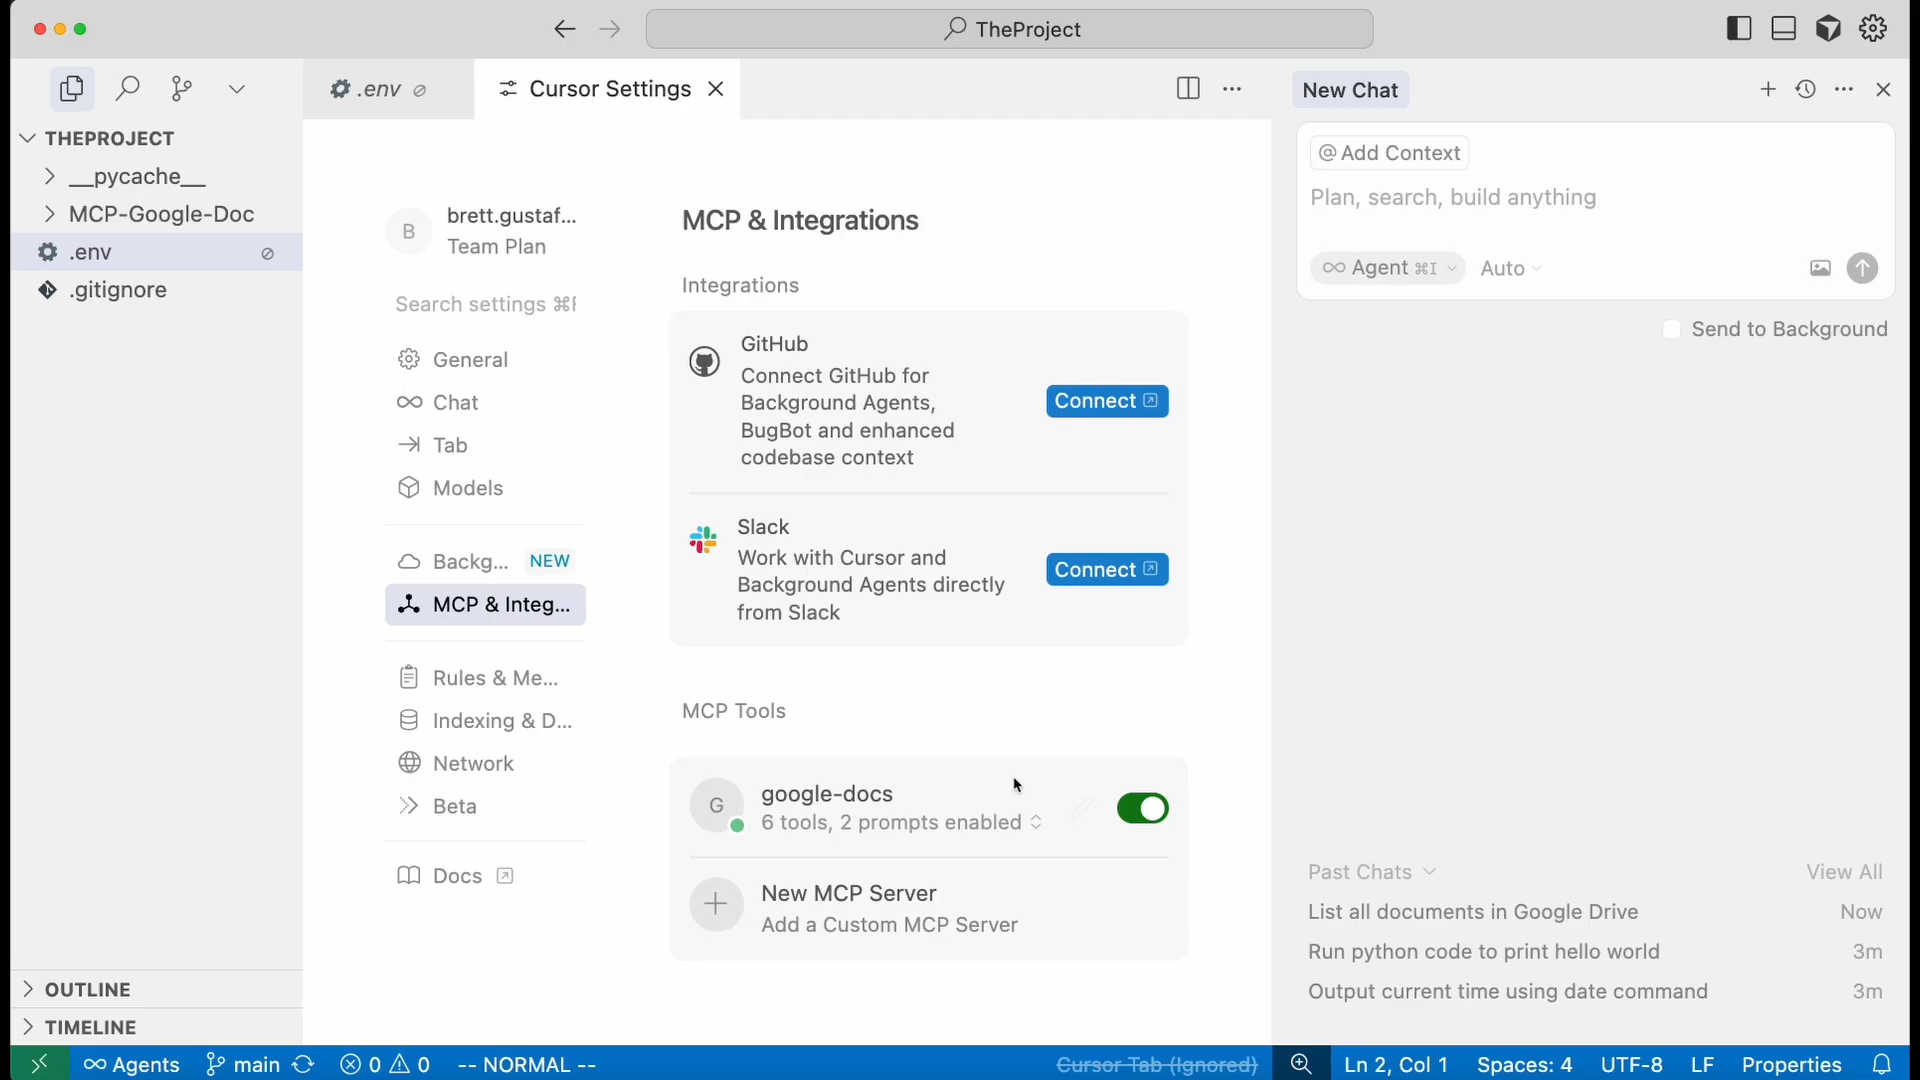 TheProject
.env
Cursor Settings
New Chat
THEPROJECT
__pycache__
MCP-Google-Doc
.env
.gitignore
OUTLINE
TIMELINE
B
brett.gustaf...
Team Plan
Search settings ⌘F
General
Chat
Tab
Models
Backg... NEW
MCP & Integ...
Rules & Me...
Indexing & D...
Network
Beta
Docs
MCP & Integrations
Integrations
GitHub
Connect GitHub for
Background Agents,
BugBot and enhanced
codebase context
Connect
Slack
Work with Cursor and
Background Agents directly
from Slack
Connect
MCP Tools
G
google-docs
6 tools, 2 prompts enabled
New MCP Server
Add a Custom MCP Server
@ Add Context
Plan, search, build anything
Agent ⌘I
Auto
Send to Background
Past Chats
View All
List all documents in Google Drive Now
Run python code to print hello world 3m
Output current time using date command 3m
Agents main 0 0 -- NORMAL -- Cursor Tab (Ignored) Ln 2, Col 1 Spaces: 4 UTF-8 LF Properties